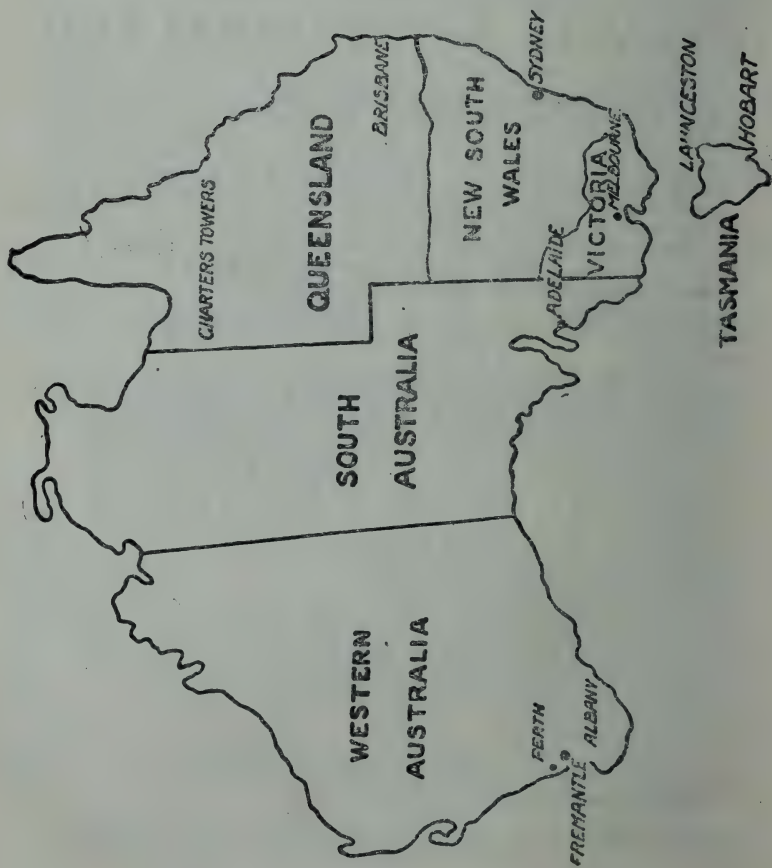 CHARTERS TOWERS
QUEENSLAND
BRISBANE
SOUTH
AUSTRALIA
WESTERN
AUSTRALIA
NEW SOUTH
WALES
SYDNEY
PERTH
FREMANTLE
ALBANY
ADELAIDE
VICTORIA
MELBOURNE
LAUNCESTON
HOBART
TASMANIA